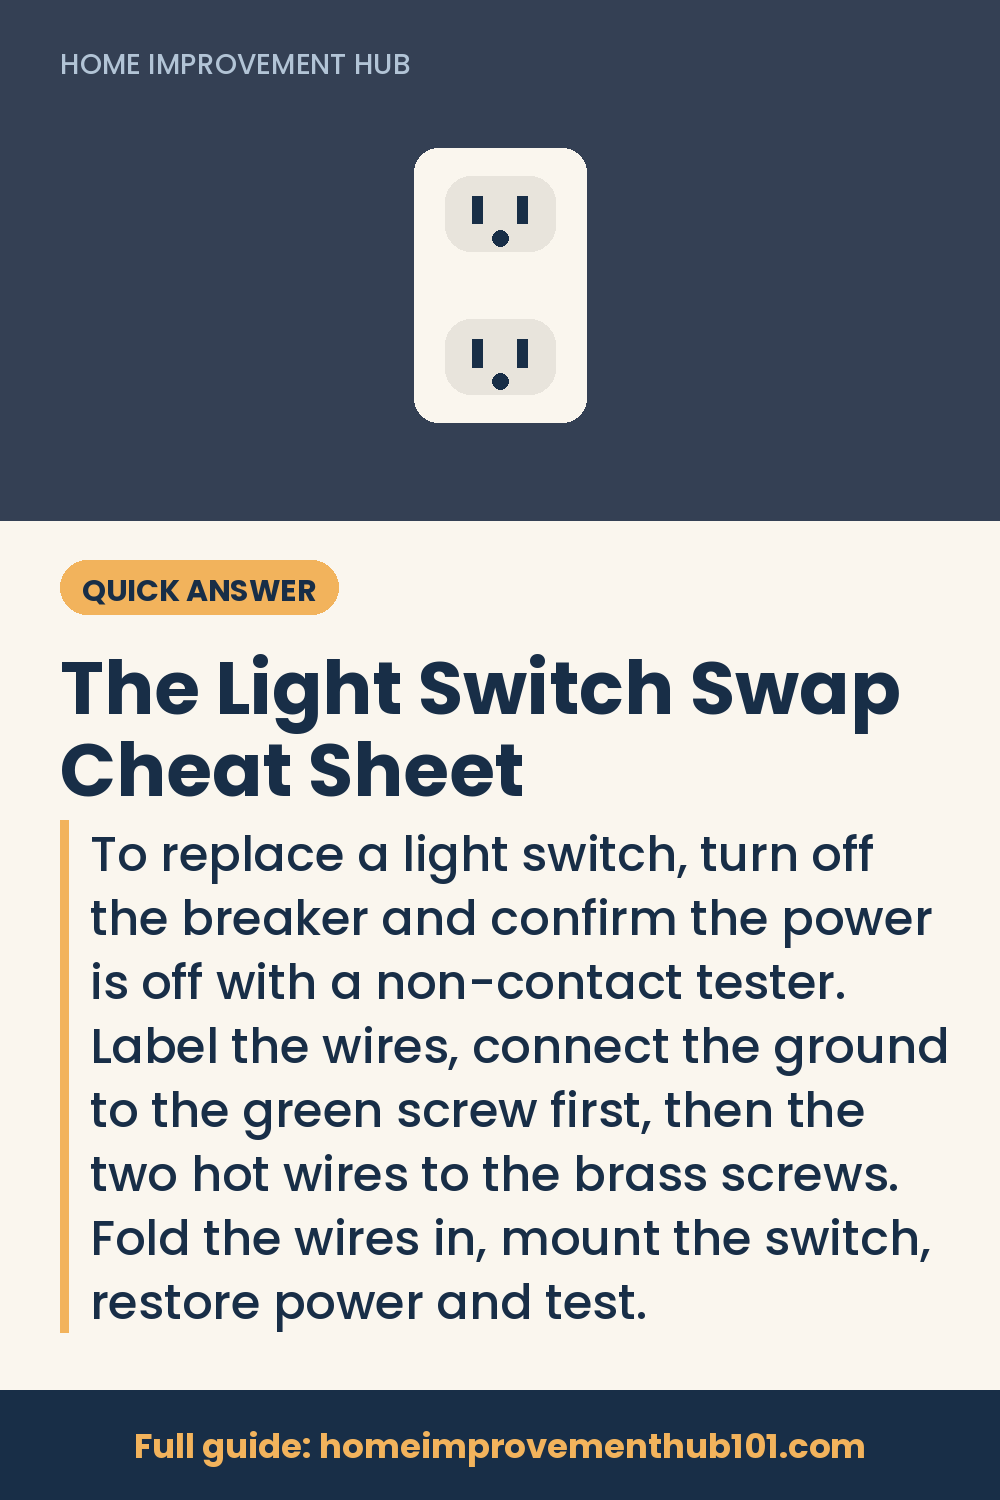 HOME IMPROVEMENT HUB
QUICK ANSWER
The Light Switch Swap
Cheat Sheet
To replace a light switch, turn off
the breaker and confirm the power
is off with a non-contact tester.
Label the wires, connect the ground
to the green screw first, then the
two hot wires to the brass screws.
Fold the wires in, mount the switch,
restore power and test.
Full guide: homeimprovementhub101.com